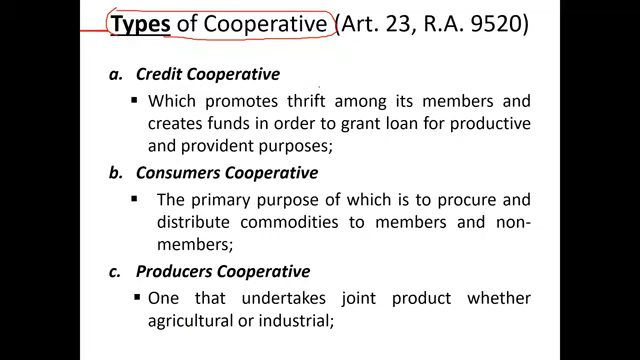 Types of Cooperative (Art. 23, R.A. 9520)
a. Credit Cooperative
▪ Which promotes thrift among its members and
creates funds in order to grant loan for productive
and provident purposes;
b. Consumers Cooperative
▪ The primary purpose of which is to procure and
distribute commodities to members and non-
members;
c. Producers Cooperative
▪ One that undertakes joint product whether
agricultural or industrial;